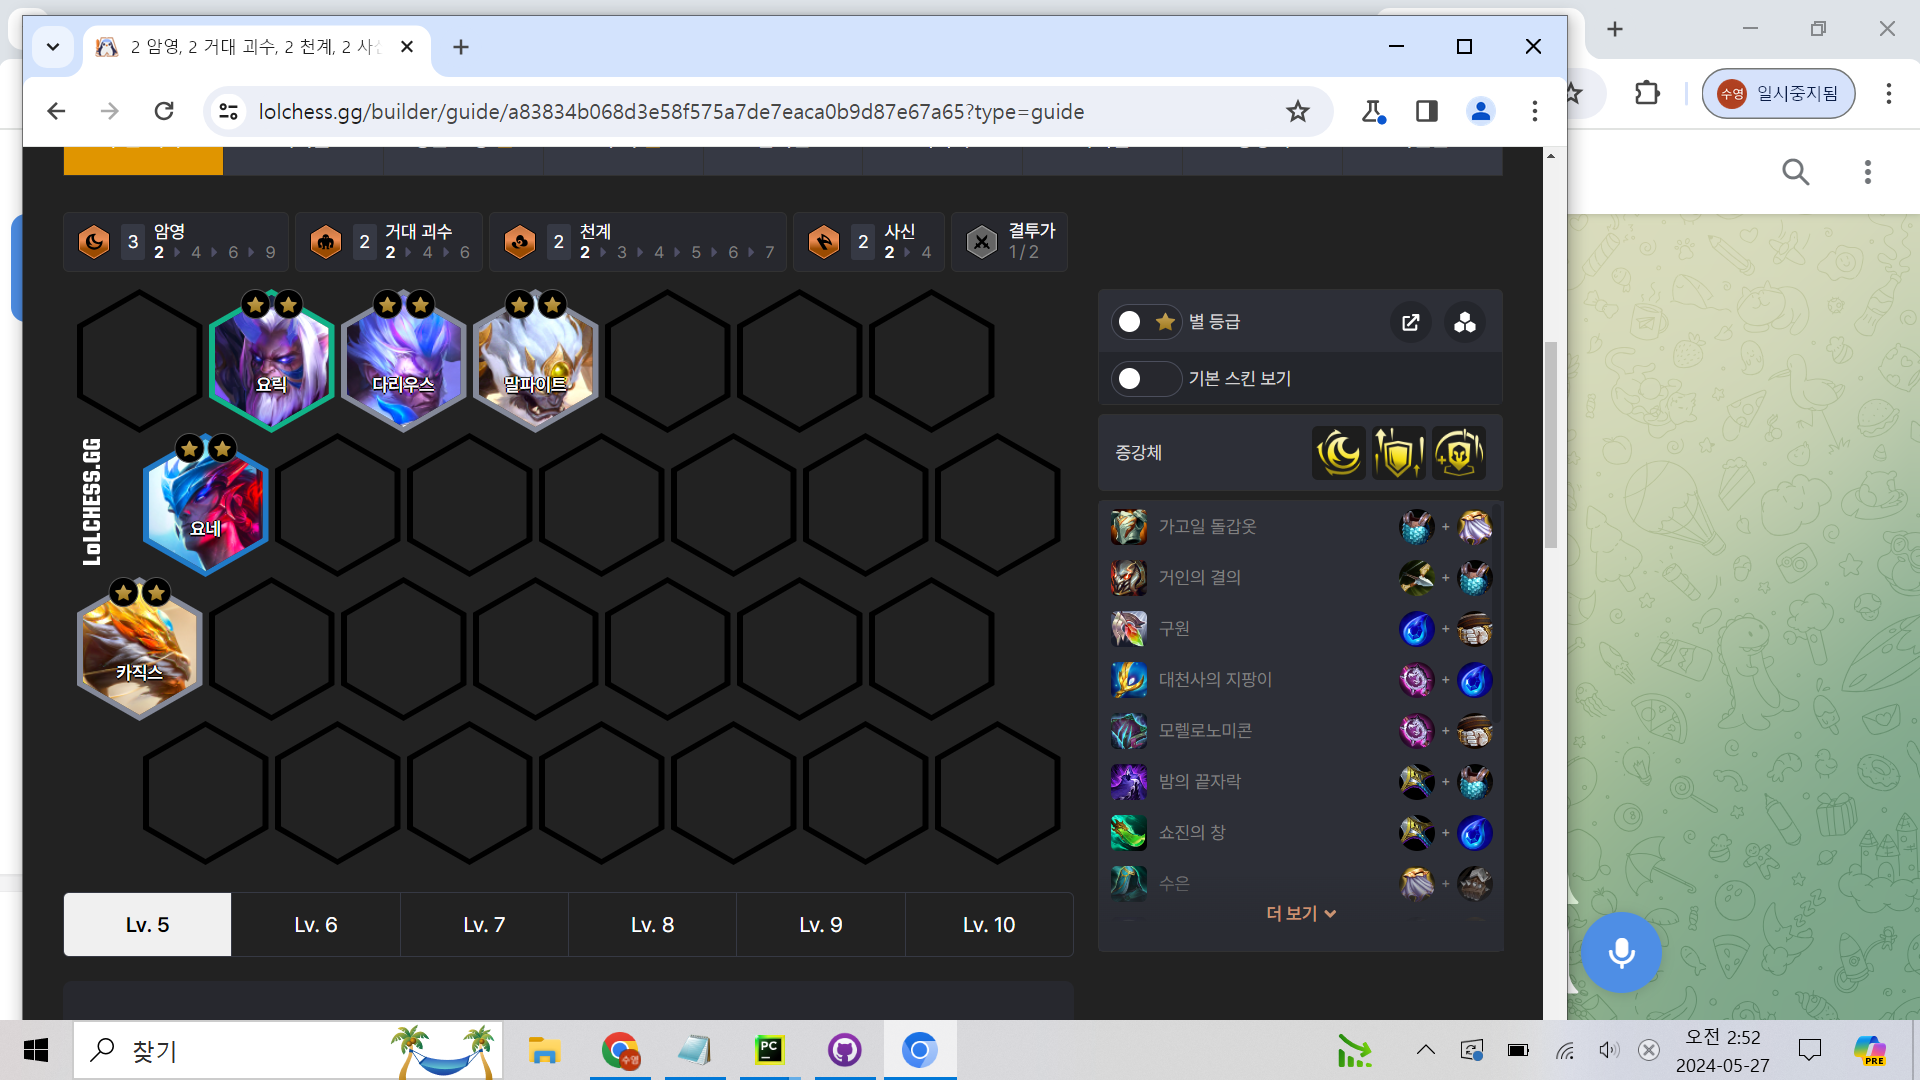 2 암영, 2 거대 괴수, 2 천계, 2 사신
lolchess.gg/builder/guide/a83834b068d3e58f575a7de7eaca0b9d87e67a65?type=guide
수영 일시중지됨
3 암영 2 4 6 9
2 거대 괴수 2 4 6
2 천계 2 3 4 5 6 7
2 사신 2 4
결투가 1 / 2
요릭
다리우스
말파이트
요네
카직스
LoLCHESS.GG
별 등급
기본 스킨 보기
증강체
가고일 돌갑옷 +
거인의 결의 +
구원 +
대천사의 지팡이 +
모렐로노미콘 +
밤의 끝자락 +
쇼진의 창 +
수은 +
더 보기
Lv. 5
Lv. 6
Lv. 7
Lv. 8
Lv. 9
Lv. 10
찾기
수영
PC
오전 2:52
2024-05-27
PRE